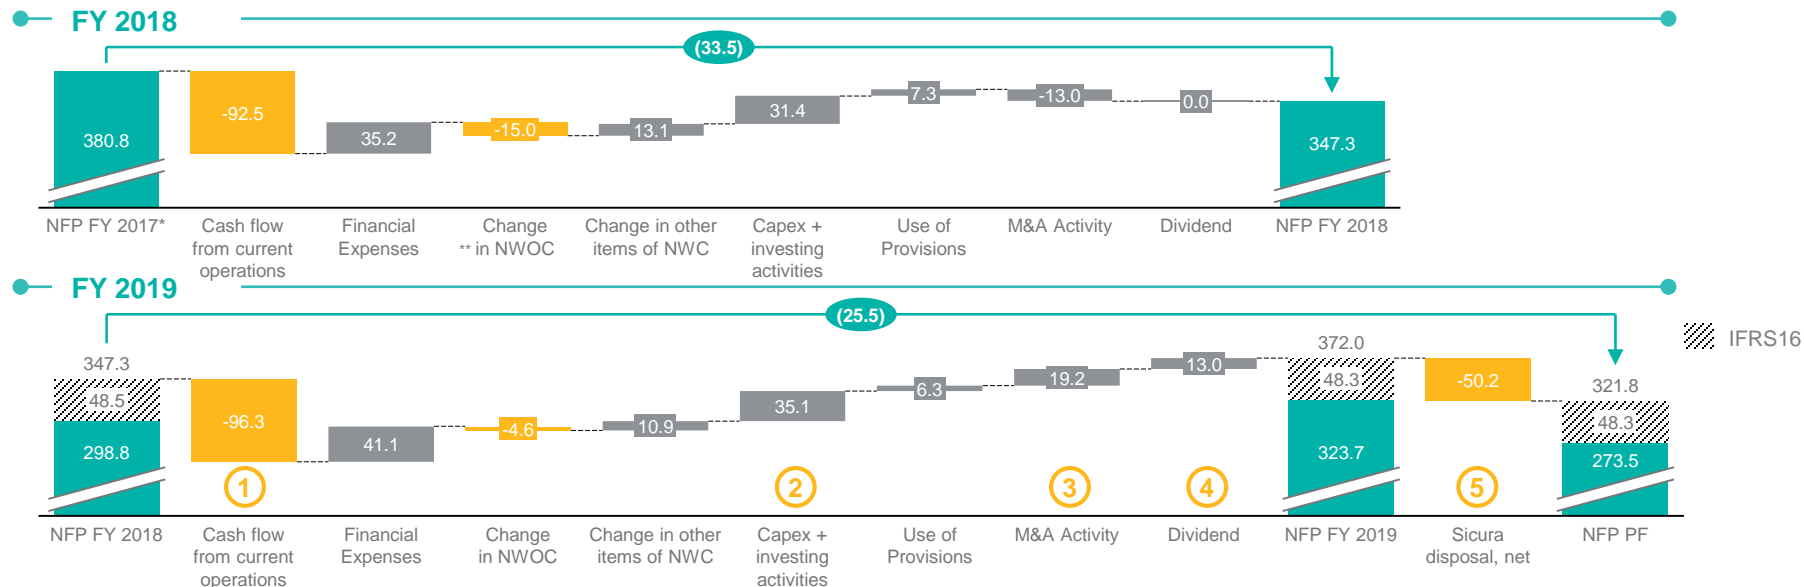 FY 2018
(33.5)
380.8
-92.5
35.2
-15.0
13.1
31.4
7.3
-13.0
0.0
347.3
NFP FY 2017*
Cash flow
from current
operations
Financial
Expenses
Change
** in NWOC
Change in other
items of NWC
Capex +
investing
activities
Use of
Provisions
M&A Activity
Dividend
NFP FY 2018
FY 2019
(25.5)
IFRS16
347.3
48.5
298.8
-96.3
41.1
-4.6
10.9
35.1
6.3
19.2
13.0
372.0
48.3
323.7
-50.2
321.8
48.3
273.5
1
2
3
4
5
NFP FY 2018
Cash flow
from current
operations
Financial
Expenses
Change
in NWOC
Change in other
items of NWC
Capex +
investing
activities
Use of
Provisions
M&A Activity
Dividend
NFP FY 2019
Sicura
disposal, net
NFP PF